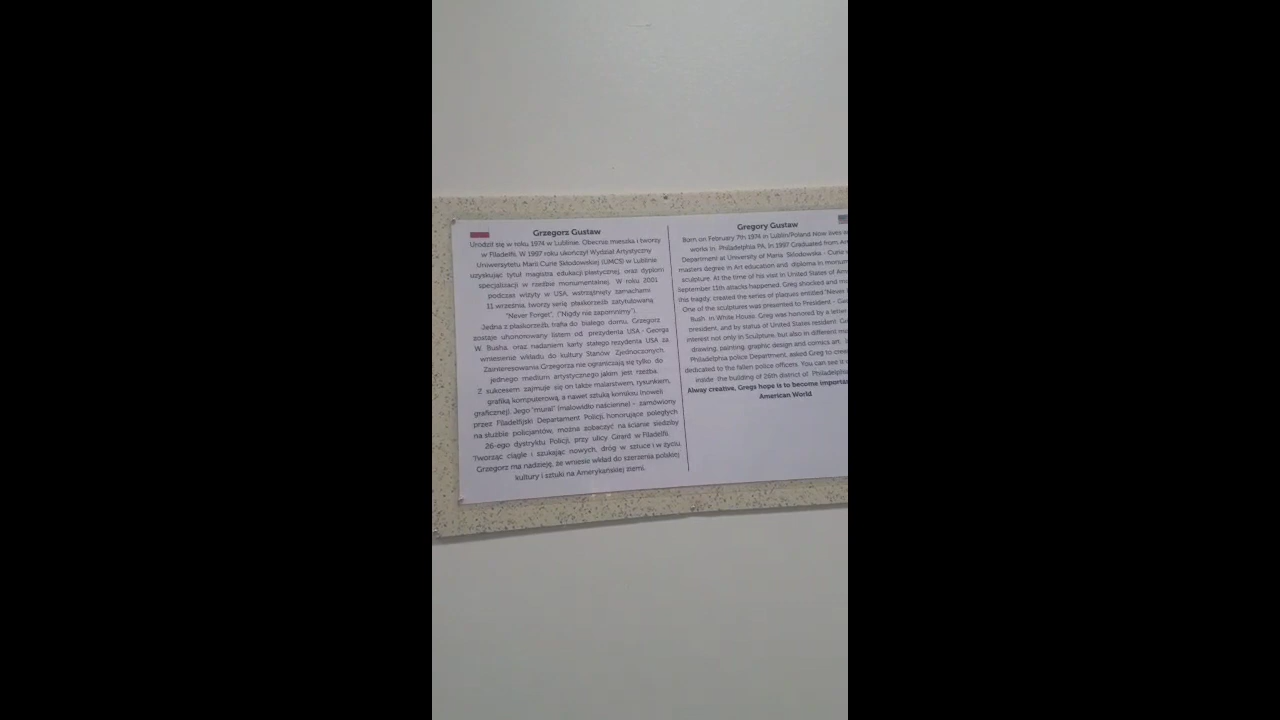 Grzegorz Gustaw
Urodził się w roku 1974 w Lublinie. Obecnie mieszka i tworzy
w Filadelfii. W 1997 roku ukończył Wydział Artystyczny
Uniwersytetu Marii Curie Skłodowskiej (UMCS) w Lublinie
uzyskując tytuł magistra edukacji plastycznej, oraz dyplom
specjalizacji w rzeźbie monumentalnej. W roku 2001
podczas wizyty w USA, wstrząśnięty zamachami
11 września, tworzy serię płaskorzeźb zatytułowaną
"Never Forget", ("Nigdy nie zapomnimy").
Jedna z płaskorzeźb, trafia do białego domu, Grzegorz
zostaje uhonorowany listem od prezydenta USA - Georga
W. Busha, oraz nadaniem karty stałego rezydenta USA za
wniesienie wkładu do kultury Stanów Zjednoczonych.
Zainteresowania Grzegorza nie ograniczają się tylko do
jednego medium artystycznego jakim jest rzeźba.
Z sukcesem zajmuje się on także malarstwem, rysunkiem,
grafiką komputerową, a nawet sztuką komiksu (noweli
graficznej). Jego "mural" (malowidło naścienne) - zamówiony
przez Filadelfijski Departament Policji, honorujące poległych
na służbie policjantów, można zobaczyć na ścianie siedziby
26-ego dystryktu Policji, przy ulicy Girard w Filadelfii.
Tworząc ciągle i szukając nowych, dróg w sztuce i w życiu,
Grzegorz ma nadzieję, że wniesie wkład do szerzenia polskiej
kultury i sztuki na Amerykańskiej ziemi.
Gregory Gustaw
Born on February 7th 1974 in Lublin/Poland. Now lives
works in Philadelphia PA. In 1997 Graduated from
Department at University of Maria Sklodowska - Curie
masters degree in Art education and diploma in
sculpture. At the time of his visit in United States of
September 11th attacks happened. Greg shocked and
this tragidy, created the series of plaques entitled "Never
One of the sculptures was presented to President -
Bush in White House. Greg was honored by a letter
president, and by status of United States resident.
interest not only in Sculpture, but also in different
drawing, painting, graphic design and comics art.
Philadelphia police Department, asked Greg to
dedicated to the fallen police officers. You can see it
inside the building of 26th district of
Alway creative, Gregs hope is to become
American World